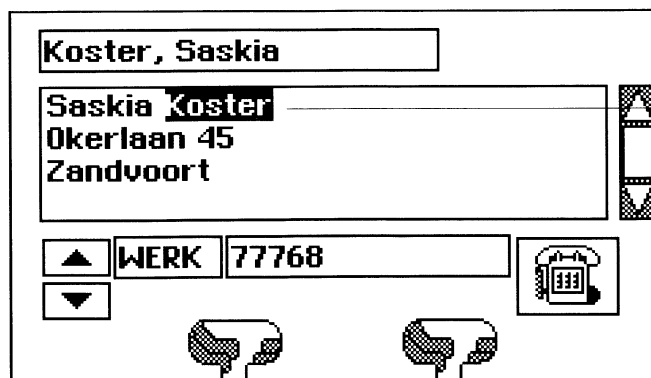 Koster, Saskia
Saskia Koster
Okerlaan 45
Zandvoort
WERK 77768